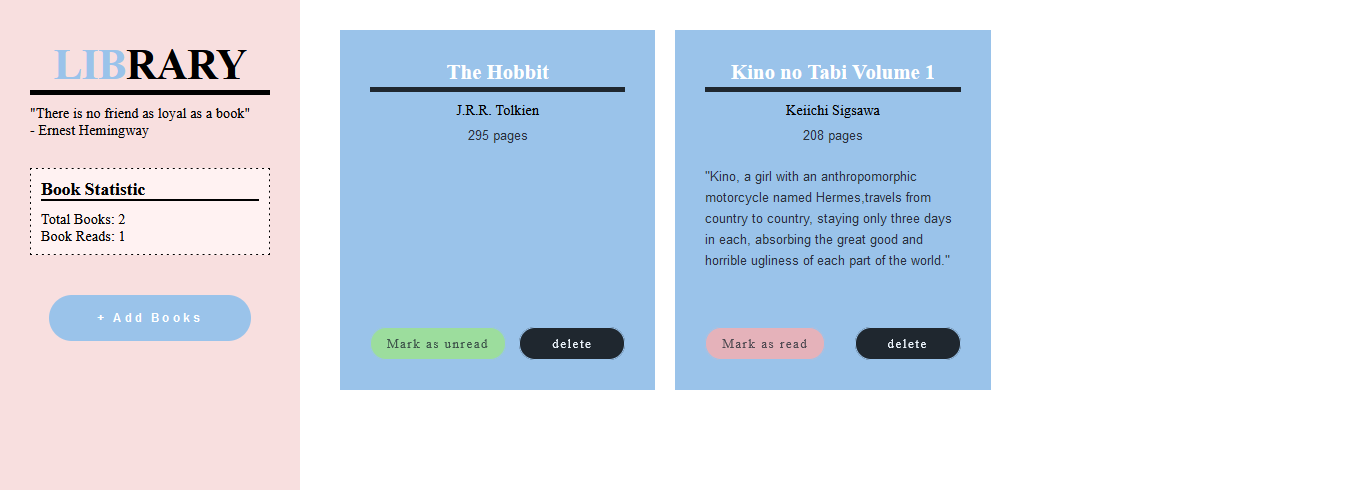 LIBRARY
"There is no friend as loyal as a book"
- Ernest Hemingway
Book Statistic
Total Books: 2
Book Reads: 1
+ Add Books
The Hobbit
J.R.R. Tolkien
295 pages
Mark as unread
delete
Kino no Tabi Volume 1
Keiichi Sigsawa
208 pages
"Kino, a girl with an anthropomorphic
motorcycle named Hermes,travels from
country to country, staying only three days
in each, absorbing the great good and
horrible ugliness of each part of the world."
Mark as read
delete